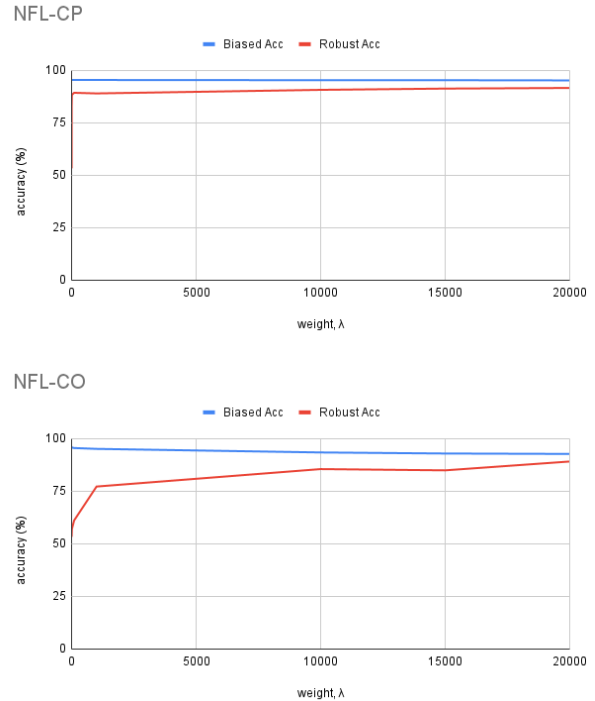 NFL-CP
Biased Acc Robust Acc
100
75
50
25
0
accuracy (%)
0 5000 10000 15000 20000
weight, λ
NFL-CO
Biased Acc Robust Acc
100
75
50
25
0
accuracy (%)
0 5000 10000 15000 20000
weight, λ